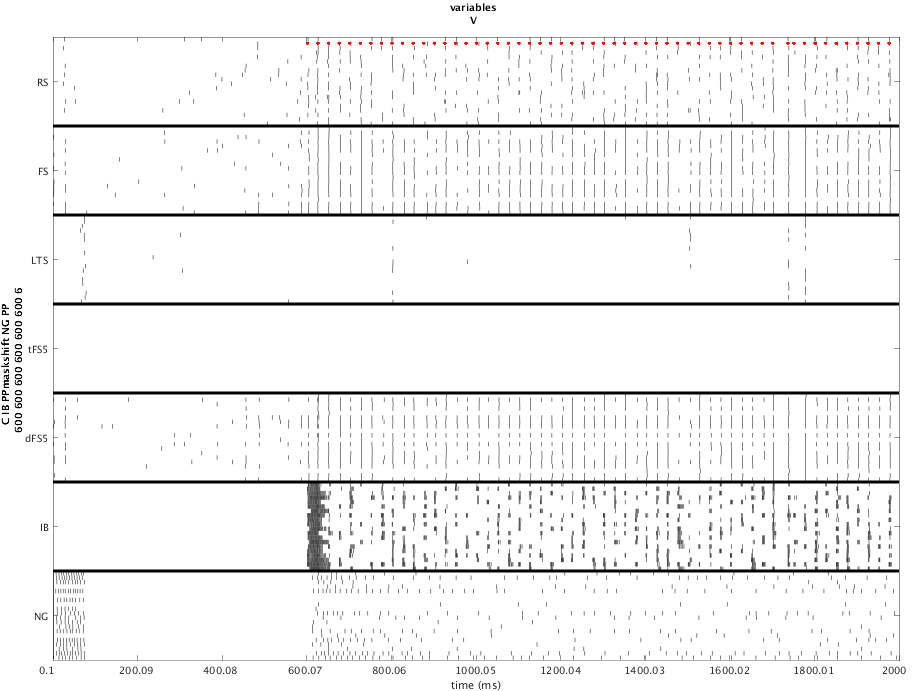 variables
V
RS
FS
LTS
tFS5
dFS5
IB
NG
C IB PPmaskshift NG PP
600 600 600 600 600 600 6
0.1 200.09 400.08 600.07 800.06 1000.05 1200.04 1400.03 1600.02 1800.01 2000
time (ms)